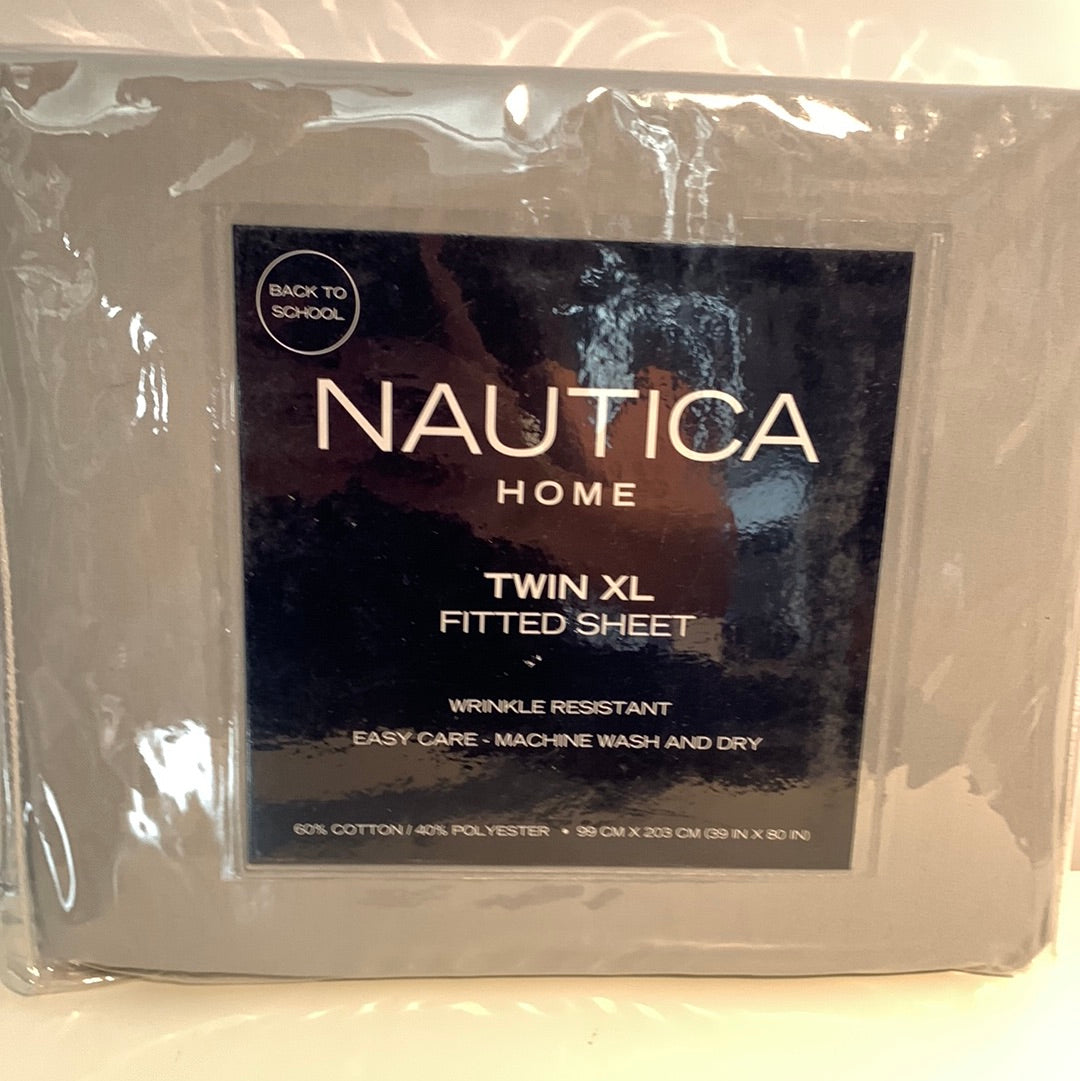 BACK TO
SCHOOL
NAUTICA
HOME
TWIN XL
FITTED SHEET
WRINKLE RESISTANT
EASY CARE - MACHINE WASH AND DRY
60% COTTON / 40% POLYESTER • 99 CM X 203 CM (39 IN X 80 IN)